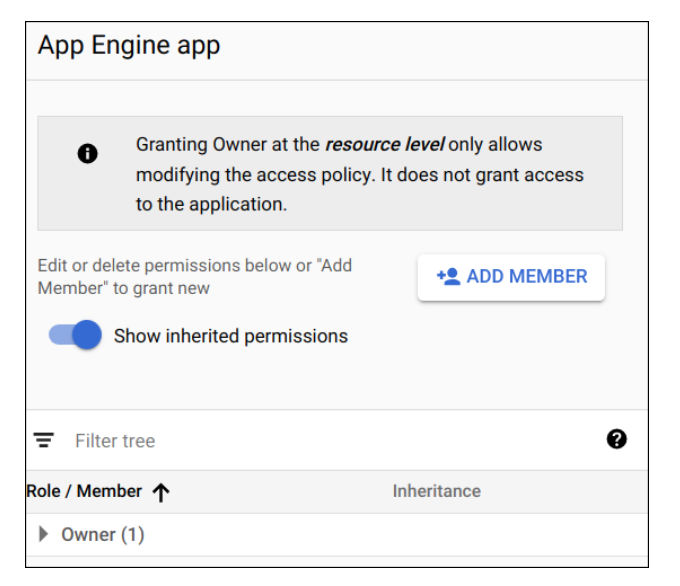 App Engine app
Granting Owner at the resource level only allows
modifying the access policy. It does not grant access
to the application.
Edit or delete permissions below or "Add
Member" to grant new
ADD MEMBER
Show inherited permissions
Filter tree
Role / Member Inheritance
Owner (1)